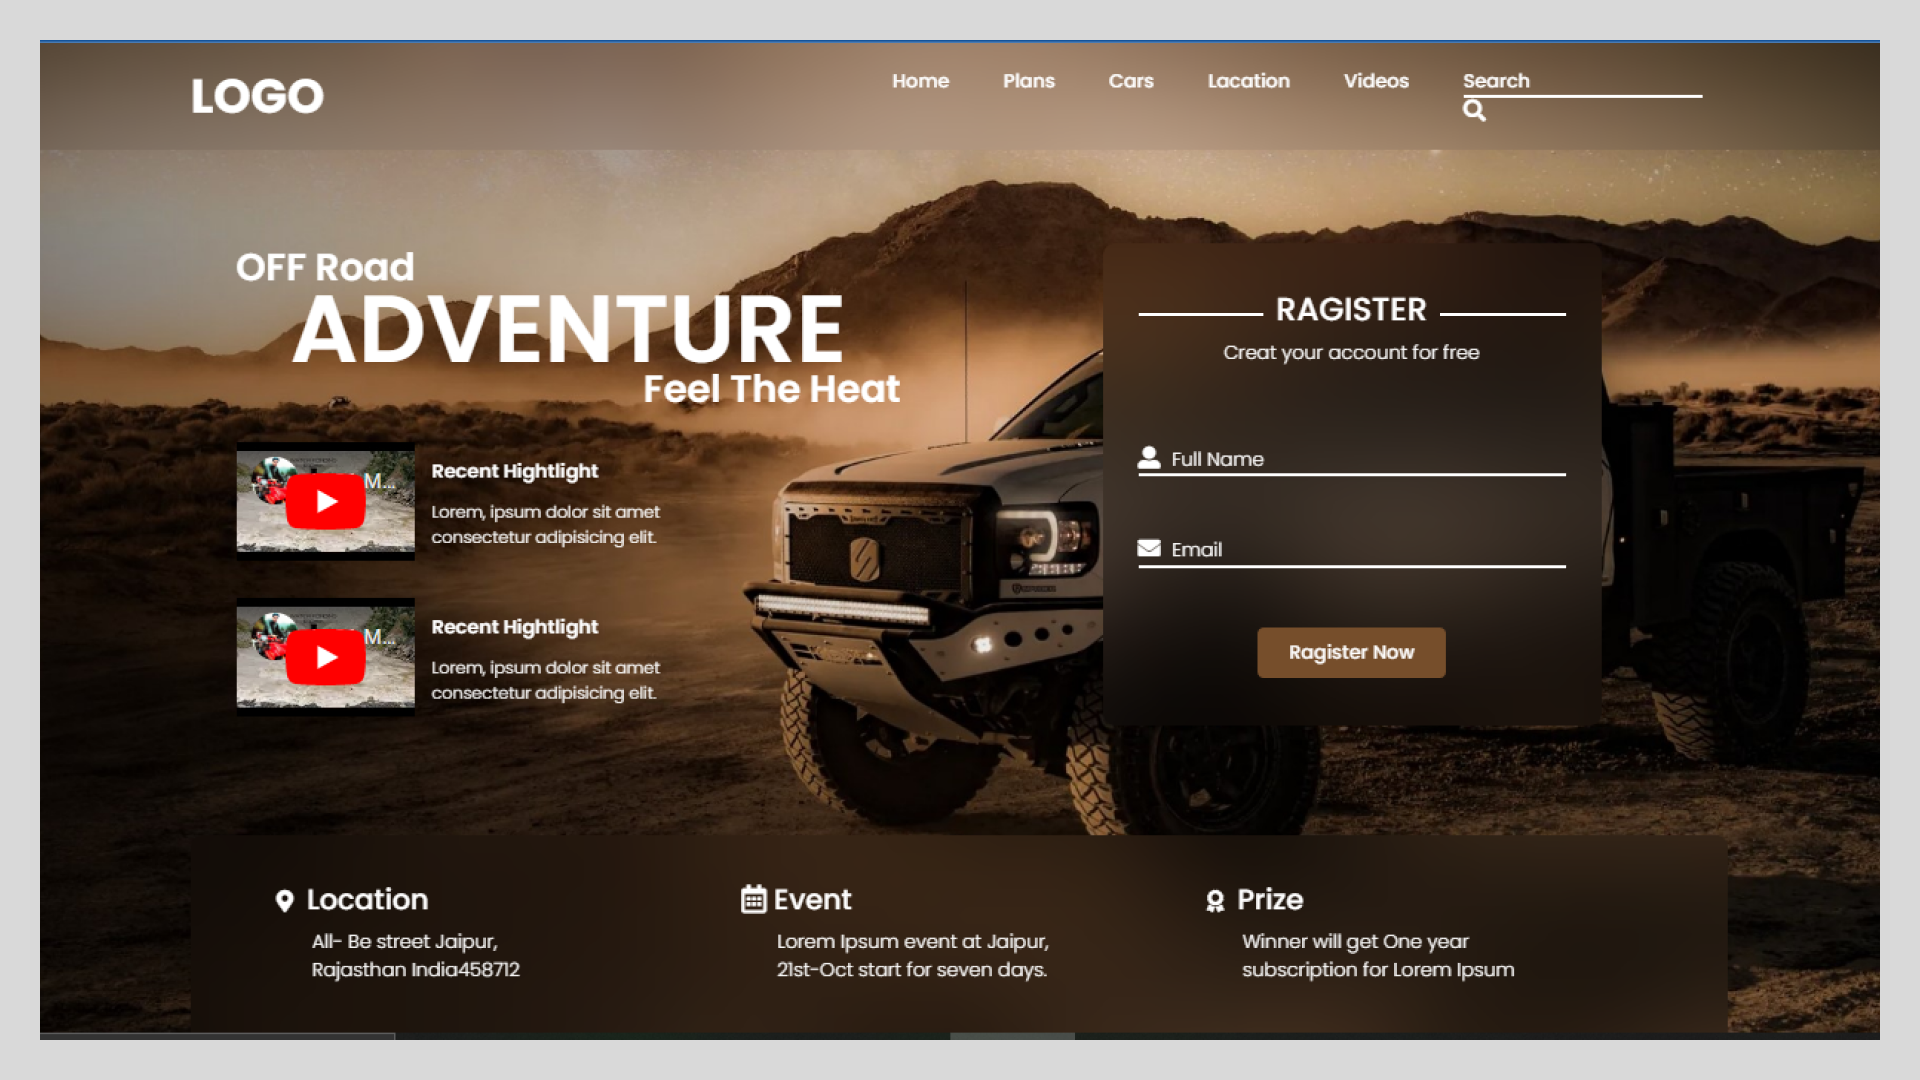 LOGO
Home Plans Cars Lacation Videos Search
OFF Road
ADVENTURE
Feel The Heat
M...
Recent Hightlight
Lorem, ipsum dolor sit amet
consectetur adipisicing elit.
M...
Recent Hightlight
Lorem, ipsum dolor sit amet
consectetur adipisicing elit.
RAGISTER
Creat your account for free
Full Name
Email
Ragister Now
Location
All- Be street Jaipur,
Rajasthan India458712
Event
Lorem Ipsum event at Jaipur,
21st-Oct start for seven days.
Prize
Winner will get One year
subscription for Lorem Ipsum